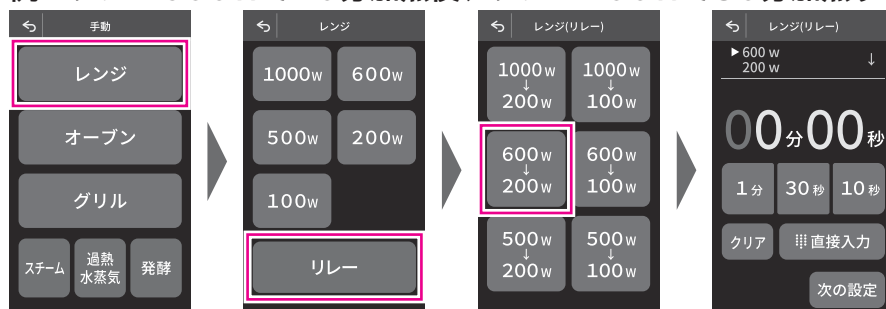 手動
レンジ
オーブン
グリル
スチーム
過熱
水蒸気
発酵
レンジ
1000w 600w
500w 200w
100w
リレー
レンジ(リレー)
1000w
↓
200w
1000w
↓
100w
600w
↓
200w
600w
↓
100w
500w
↓
200w
500w
↓
100w
レンジ(リレー)
▶600 w
200 w
↓
00分00秒
1分 30秒 10秒
クリア 直接入力
次の設定